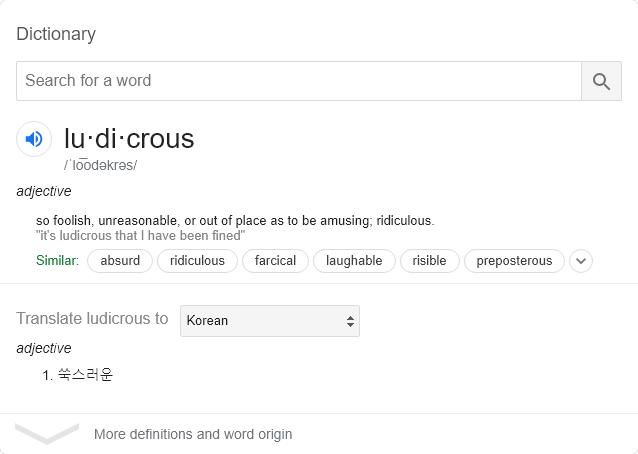 Dictionary
Search for a word
lu·di·crous
/ˈlo͞odəkrəs/
adjective
so foolish, unreasonable, or out of place as to be amusing; ridiculous.
"it's ludicrous that I have been fined"
Similar: absurd ridiculous farcical laughable risible preposterous
Translate ludicrous to Korean
adjective
1. 쑥스러운
More definitions and word origin